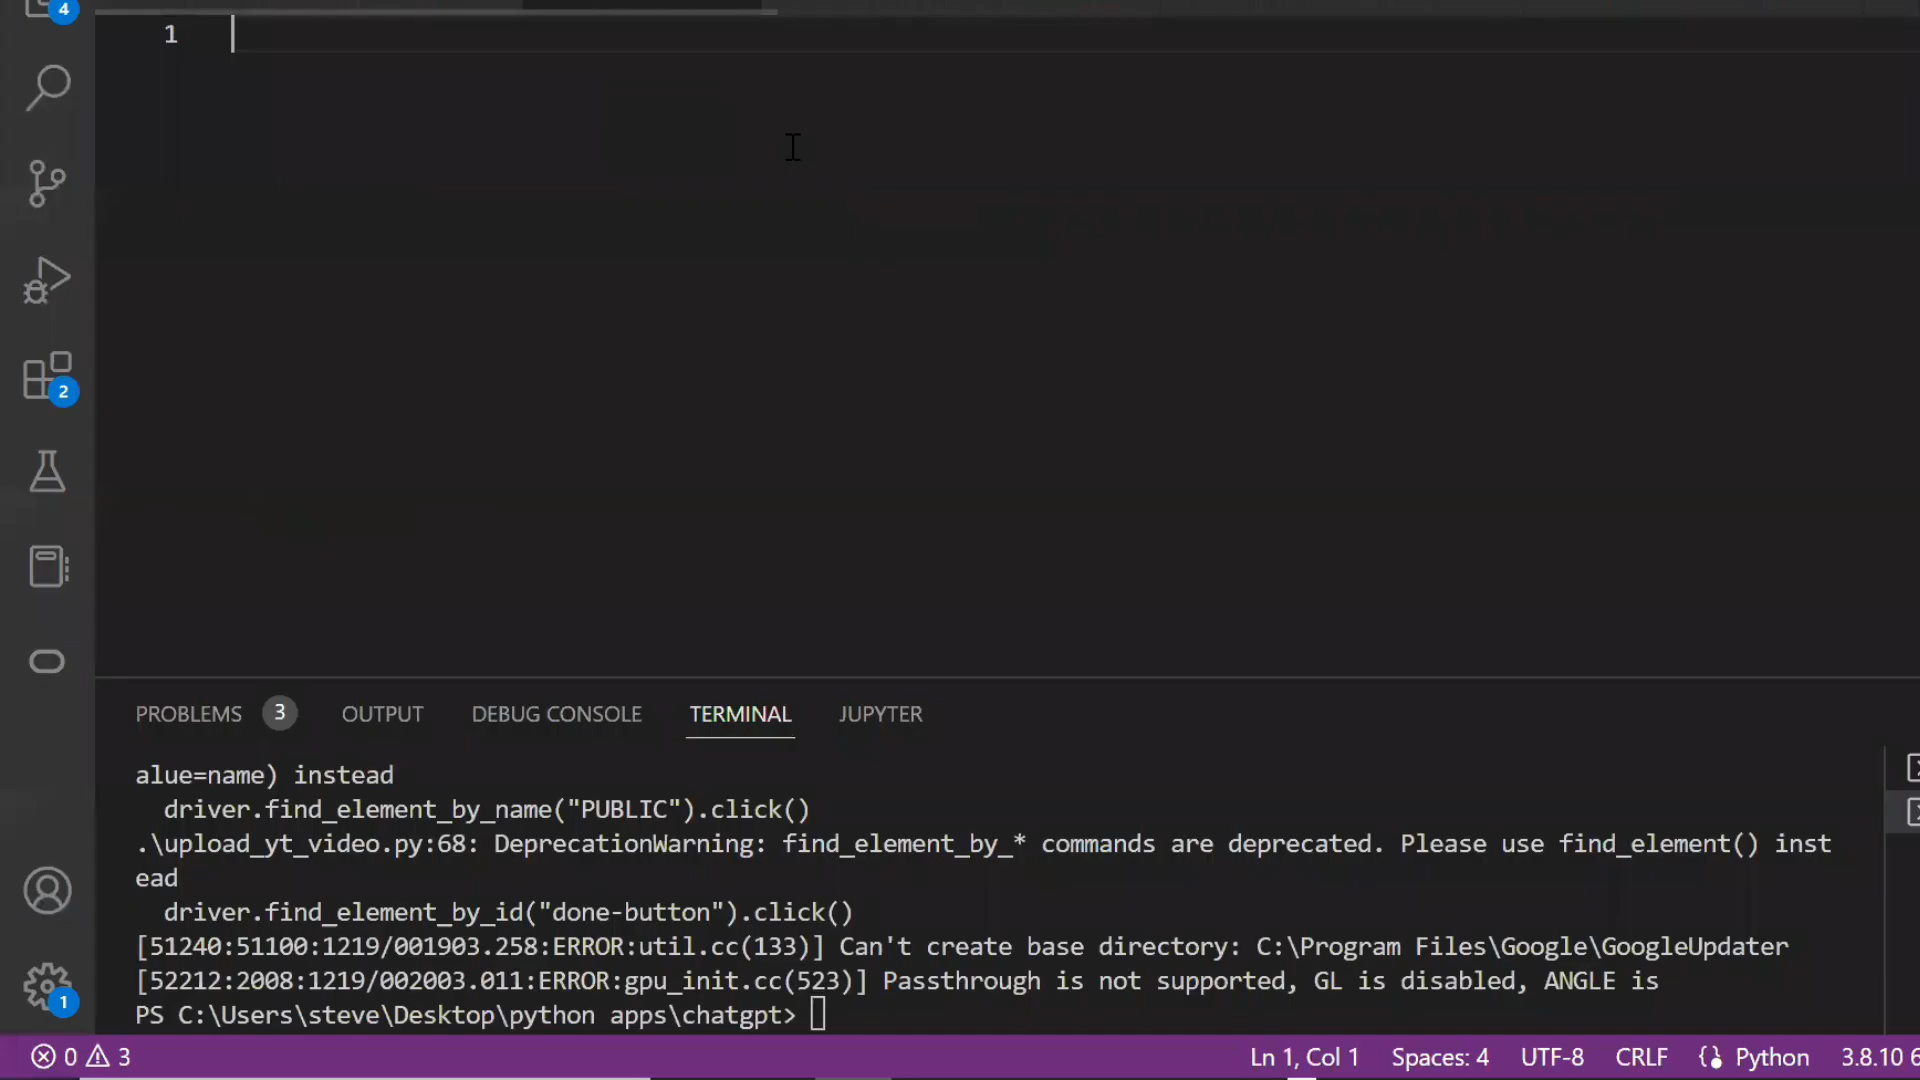 4
1
2
PROBLEMS 3 OUTPUT DEBUG CONSOLE TERMINAL JUPYTER
alue=name) instead
driver.find_element_by_name("PUBLIC").click()
.\upload_yt_video.py:68: DeprecationWarning: find_element_by_* commands are deprecated. Please use find_element() inst
ead
driver.find_element_by_id("done-button").click()
[51240:51100:1219/001903.258:ERROR:util.cc(133)] Can't create base directory: C:\Program Files\Google\GoogleUpdater
[52212:2008:1219/002003.011:ERROR:gpu_init.cc(523)] Passthrough is not supported, GL is disabled, ANGLE is
PS C:\Users\steve\Desktop\python apps\chatgpt>
1
0 3 Ln 1, Col 1 Spaces: 4 UTF-8 CRLF Python 3.8.10 6